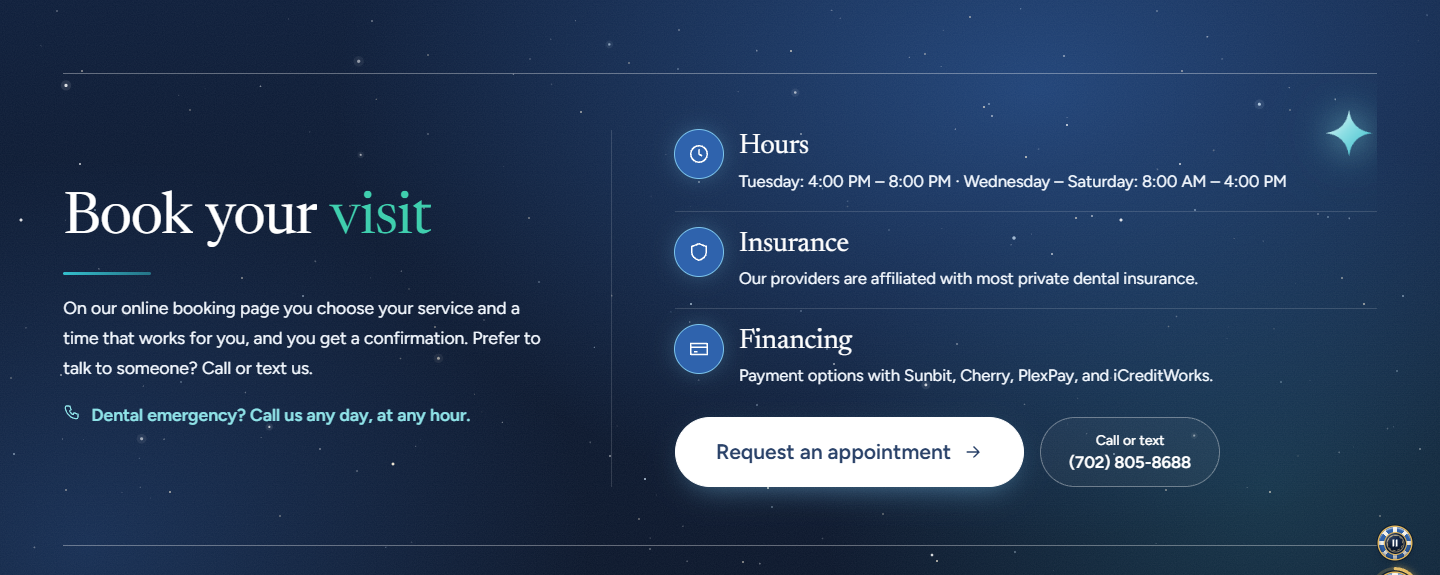 Book your visit
On our online booking page you choose your service and a
time that works for you, and you get a confirmation. Prefer to
talk to someone? Call or text us.
Dental emergency? Call us any day, at any hour.
Hours
Tuesday: 4:00 PM – 8:00 PM · Wednesday – Saturday: 8:00 AM – 4:00 PM
Insurance
Our providers are affiliated with most private dental insurance.
Financing
Payment options with Sunbit, Cherry, PlexPay, and iCreditWorks.
Request an appointment →
Call or text
(702) 805-8688